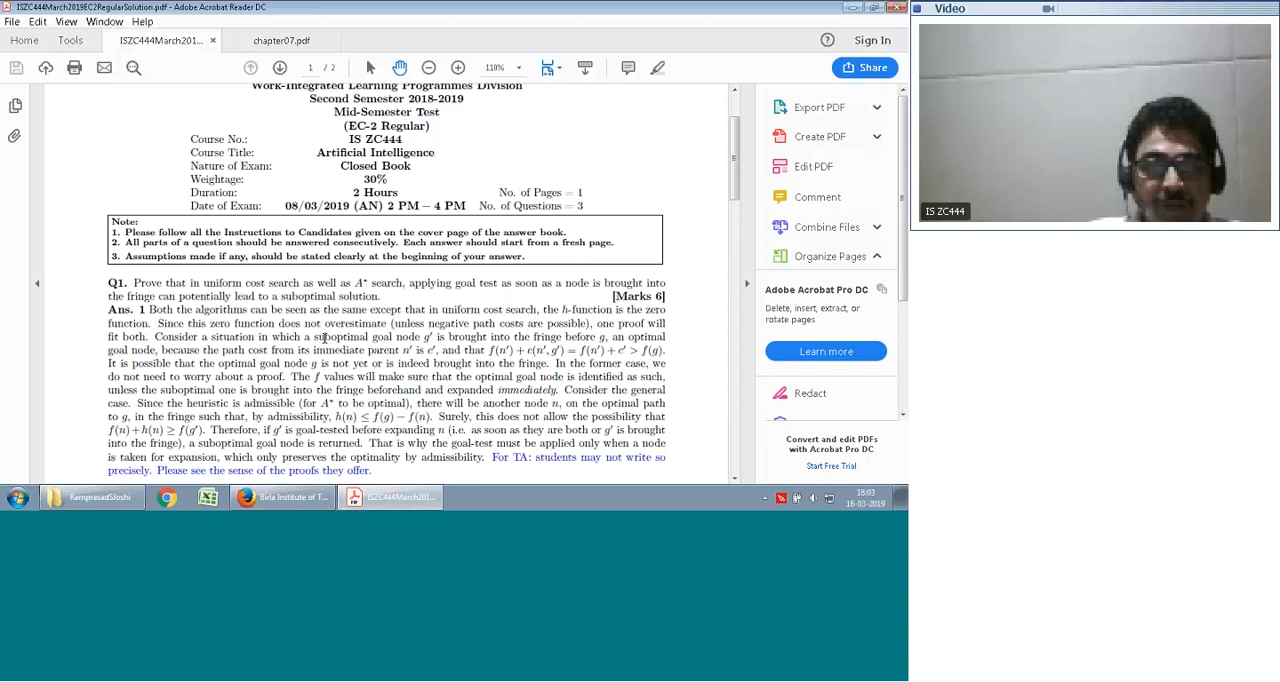 ISZC444March2019EC2RegularSolution.pdf - Adobe Acrobat Reader DC
File Edit View Window Help
Home Tools ISZC444March201... × chapter07.pdf Sign In
1 / 2 110% Share
Work-Integrated Learning Programmes Division
Second Semester 2018-2019
Mid-Semester Test
(EC-2 Regular)
Course No.: IS ZC444
Course Title: Artificial Intelligence
Nature of Exam: Closed Book
Weightage: 30%
Duration: 2 Hours No. of Pages = 1
Date of Exam: 08/03/2019 (AN) 2 PM – 4 PM No. of Questions = 3
Note:
1. Please follow all the Instructions to Candidates given on the cover page of the answer book.
2. All parts of a question should be answered consecutively. Each answer should start from a fresh page.
3. Assumptions made if any, should be stated clearly at the beginning of your answer.
Q1. Prove that in uniform cost search as well as A* search, applying goal test as soon as a node is brought into
the fringe can potentially lead to a suboptimal solution. [Marks 6]
Ans. 1 Both the algorithms can be seen as the same except that in uniform cost search, the h-function is the zero
function. Since this zero function does not overestimate (unless negative path costs are possible), one proof will
fit both. Consider a situation in which a suboptimal goal node g′ is brought into the fringe before g, an optimal
goal node, because the path cost from its immediate parent n′ is c′, and that f(n′) + c(n′, g′) = f(n′) + c′ > f(g).
It is possible that the optimal goal node g is not yet or is indeed brought into the fringe. In the former case, we
do not need to worry about a proof. The f values will make sure that the optimal goal node is identified as such,
unless the suboptimal one is brought into the fringe beforehand and expanded immediately. Consider the general
case. Since the heuristic is admissible (for A* to be optimal), there will be another node n, on the optimal path
to g, in the fringe such that, by admissibility, h(n) ≤ f(g) − f(n). Surely, this does not allow the possibility that
f(n) + h(n) ≥ f(g′). Therefore, if g′ is goal-tested before expanding n (i.e. as soon as they are both or g′ is brought
into the fringe), a suboptimal goal node is returned. That is why the goal-test must be applied only when a node
is taken for expansion, which only preserves the optimality by admissibility. For TA: students may not write so
precisely. Please see the sense of the proofs they offer.
Export PDF
Create PDF
Edit PDF
Comment
Combine Files
Organize Pages
Adobe Acrobat Pro DC
Store and edit documents
online, reorder, delete, insert, extract, or
rotate pages
Learn more
Redact
Convert and edit PDFs
with Acrobat Pro DC
Start Free Trial
RamprasadSJoshi Birla Institute of T... ISZC444March201...
18:03
16-03-2019
Video
IS ZC444